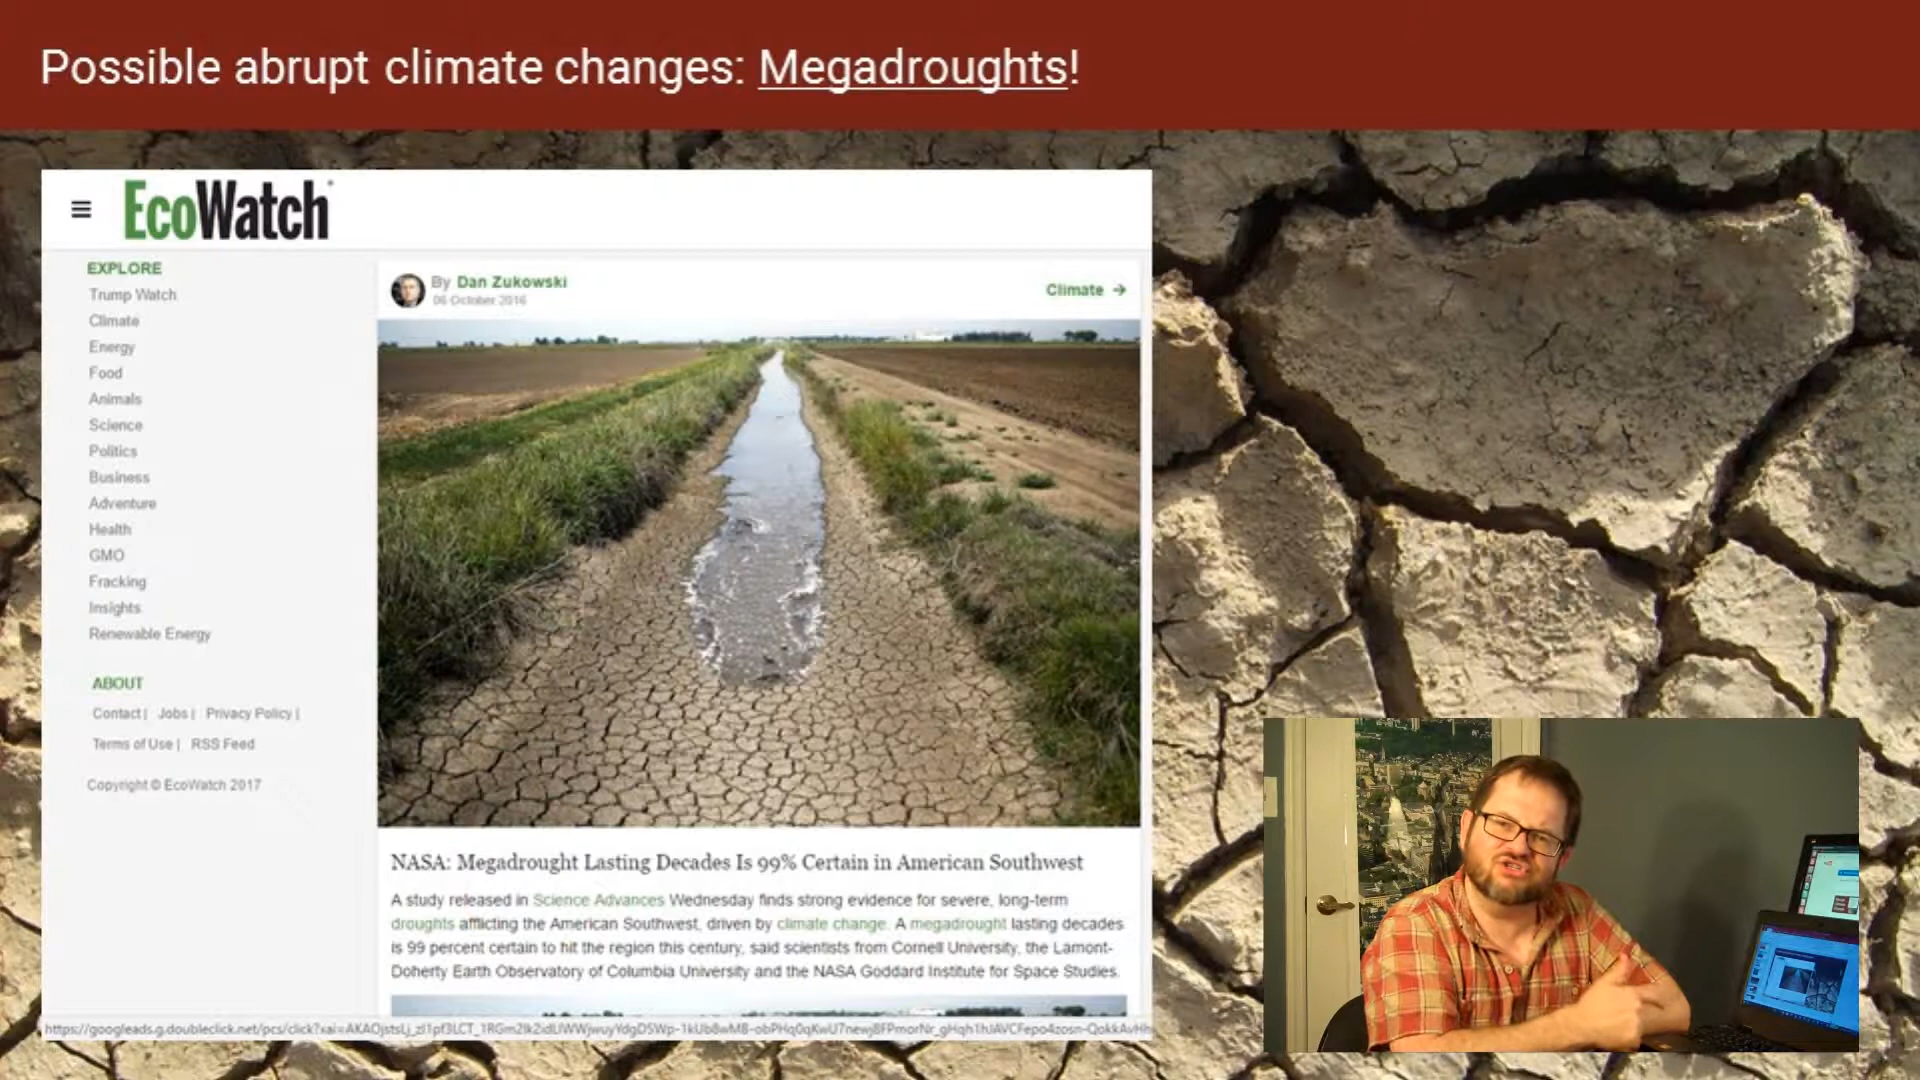 Possible abrupt climate changes: Megadroughts!
EcoWatch
EXPLORE
Trump Watch
Climate
Energy
Food
Animals
Science
Politics
Business
Adventure
Health
GMO
Fracking
Insights
Renewable Energy
ABOUT
Contact | Jobs | Privacy Policy |
Terms of Use | RSS Feed
Copyright © EcoWatch 2017
By Dan Zukowski
06 October 2016
Climate →
NASA: Megadrought Lasting Decades Is 99% Certain in American Southwest
A study released in Science Advances Wednesday finds strong evidence for severe, long-term
droughts afflicting the American Southwest, driven by climate change. A megadrought lasting decades
is 99 percent certain to hit the region this century, said scientists from Cornell University, the Lamont-
Doherty Earth Observatory of Columbia University and the NASA Goddard Institute for Space Studies.